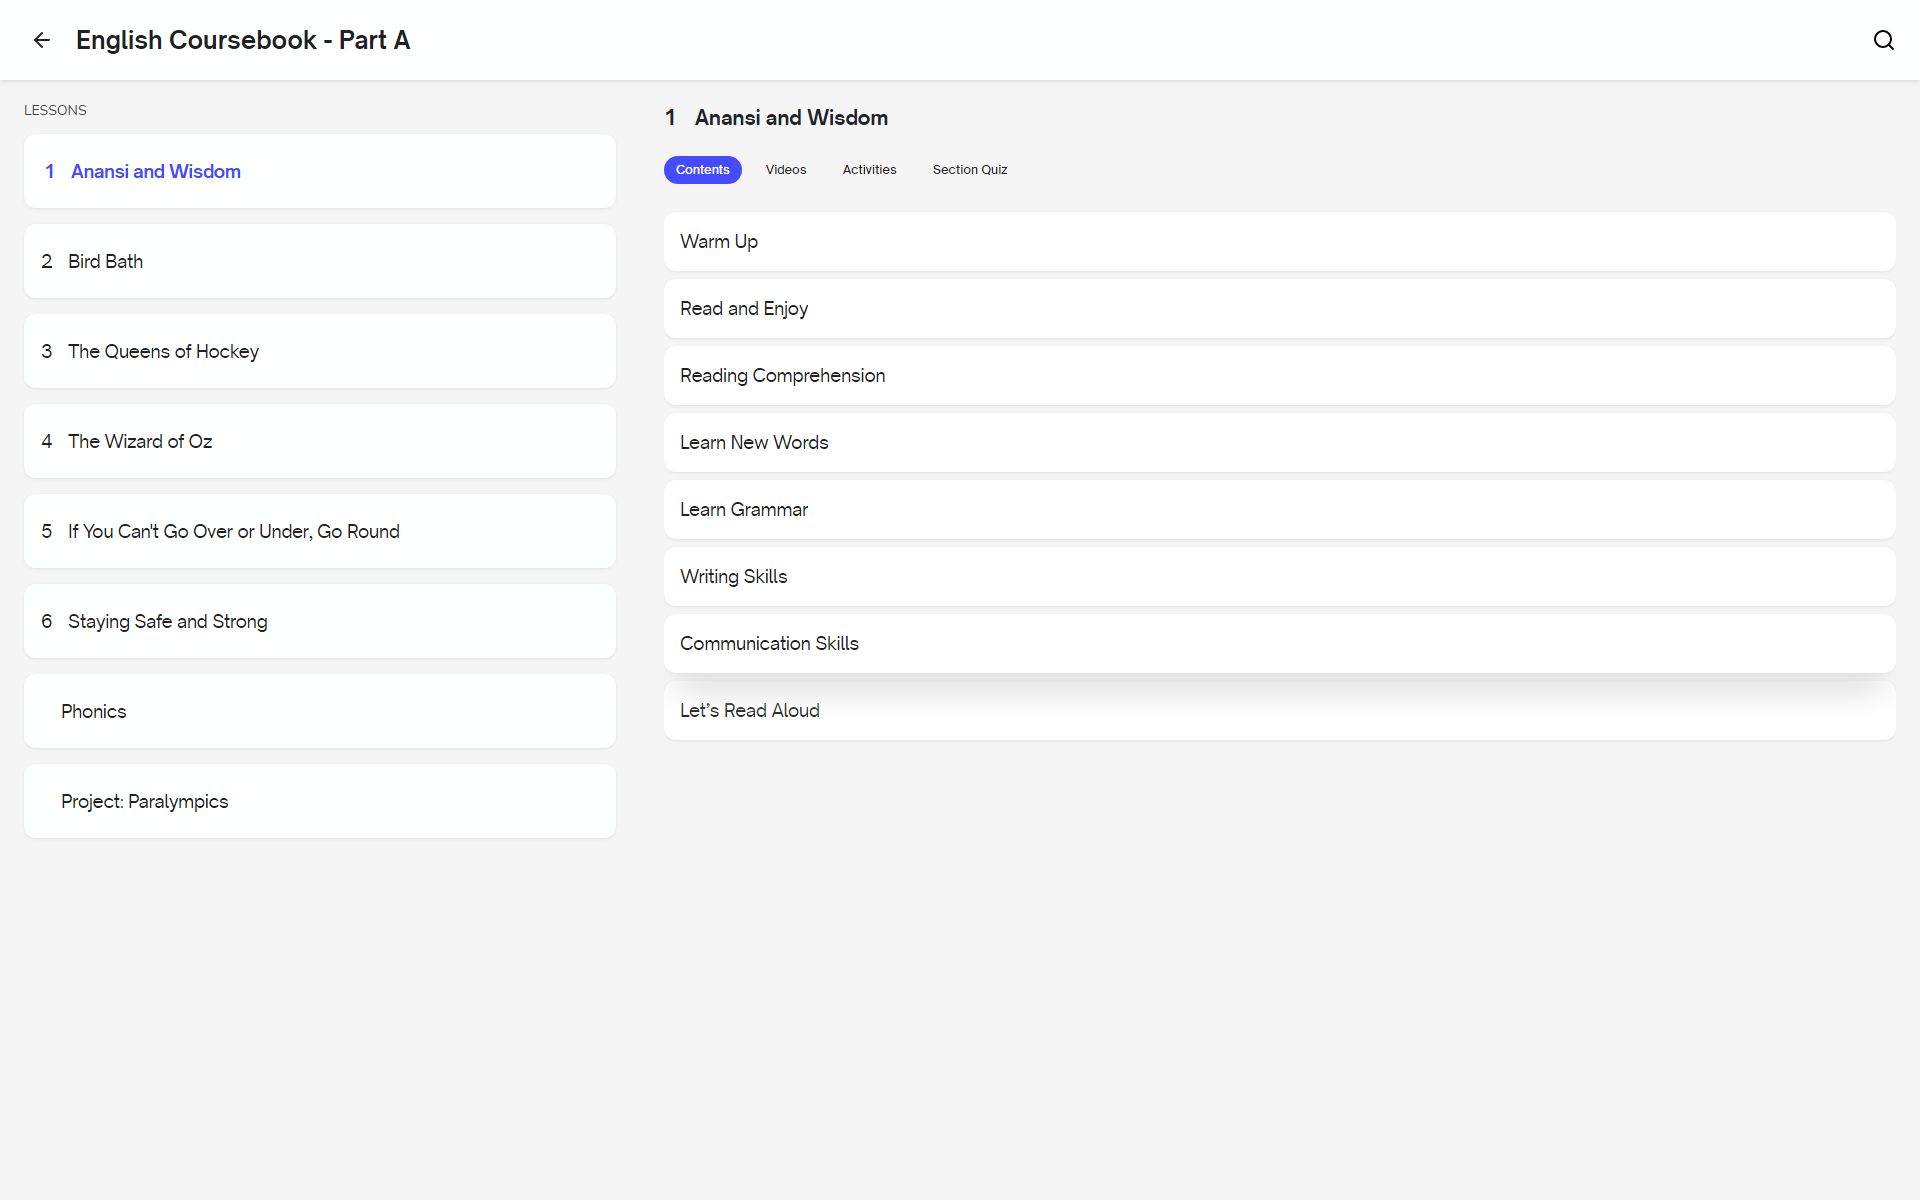 English Coursebook - Part A
LESSONS
1 Anansi and Wisdom
2 Bird Bath
3 The Queens of Hockey
4 The Wizard of Oz
5 If You Can't Go Over or Under, Go Round
6 Staying Safe and Strong
Phonics
Project: Paralympics
1 Anansi and Wisdom
Contents Videos Activities Section Quiz
Warm Up
Read and Enjoy
Reading Comprehension
Learn New Words
Learn Grammar
Writing Skills
Communication Skills
Let’s Read Aloud